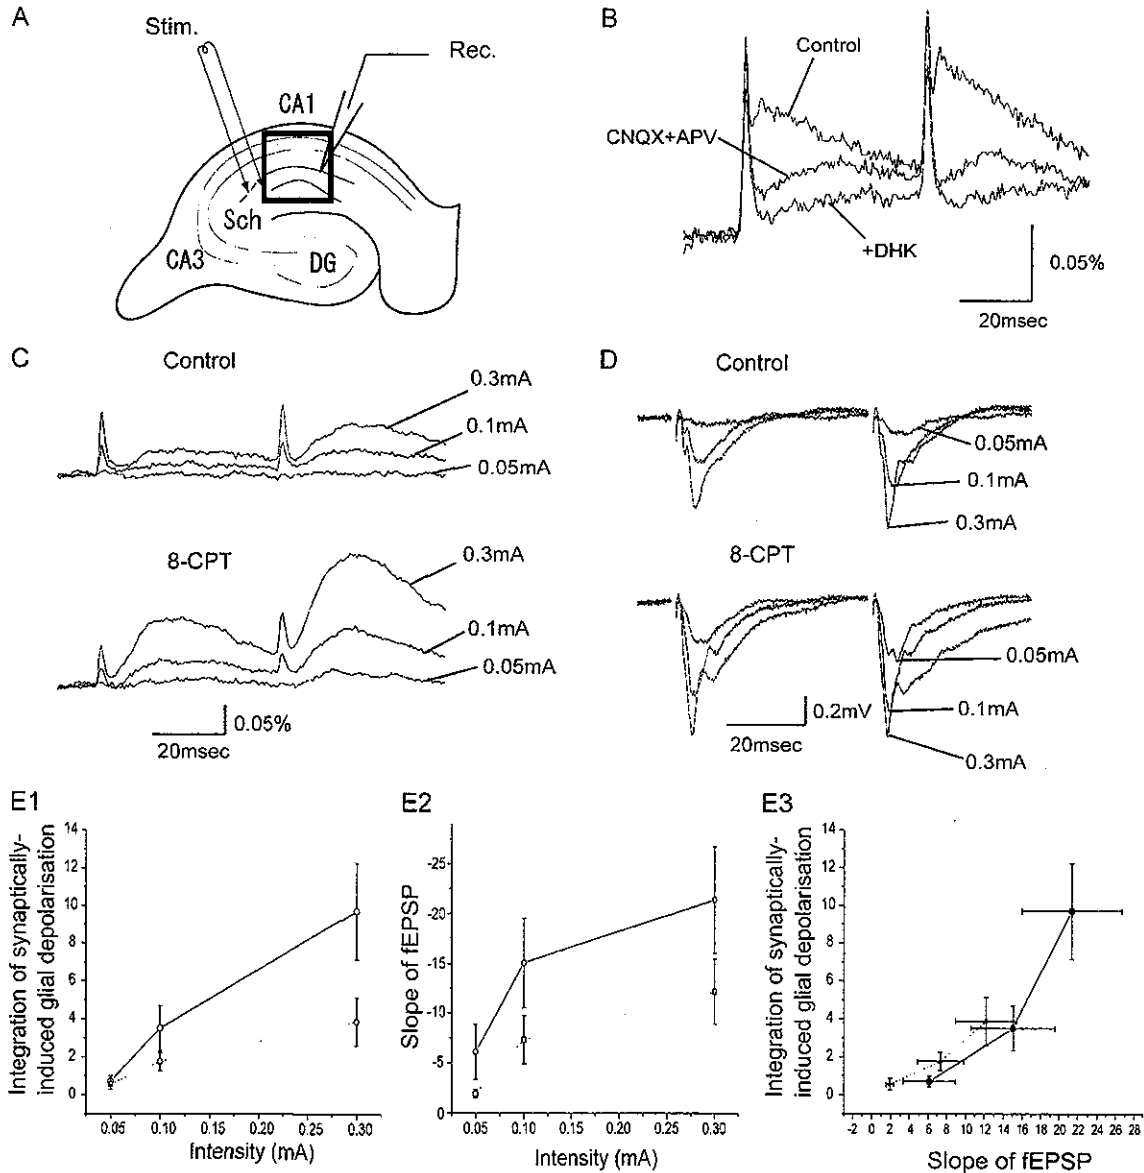 A
Stim.
Rec.
CA1
Sch
CA3
DG
B
Control
CNQX+APV
+DHK
0.05%
20msec
C
Control
0.3mA
0.1mA
0.05mA
8-CPT
0.3mA
0.1mA
0.05mA
0.05%
20msec
D
Control
0.05mA
0.1mA
0.3mA
8-CPT
0.05mA
0.1mA
0.3mA
0.2mV
20msec
E1
Integration of synaptically-
induced glial depolarisation
14
12
10
8
6
4
2
0
0.05 0.10 0.15 0.20 0.25 0.30
Intensity (mA)
E2
Slope of fEPSP
-25
-20
-15
-10
-5
0
0.05 0.10 0.15 0.20 0.25 0.30
Intensity (mA)
E3
Integration of synaptically-
induced glial depolarisation
14
12
10
8
6
4
2
0
-2 0 2 4 6 8 10 12 14 16 18 20 22 24 26 28
Slope of fEPSP